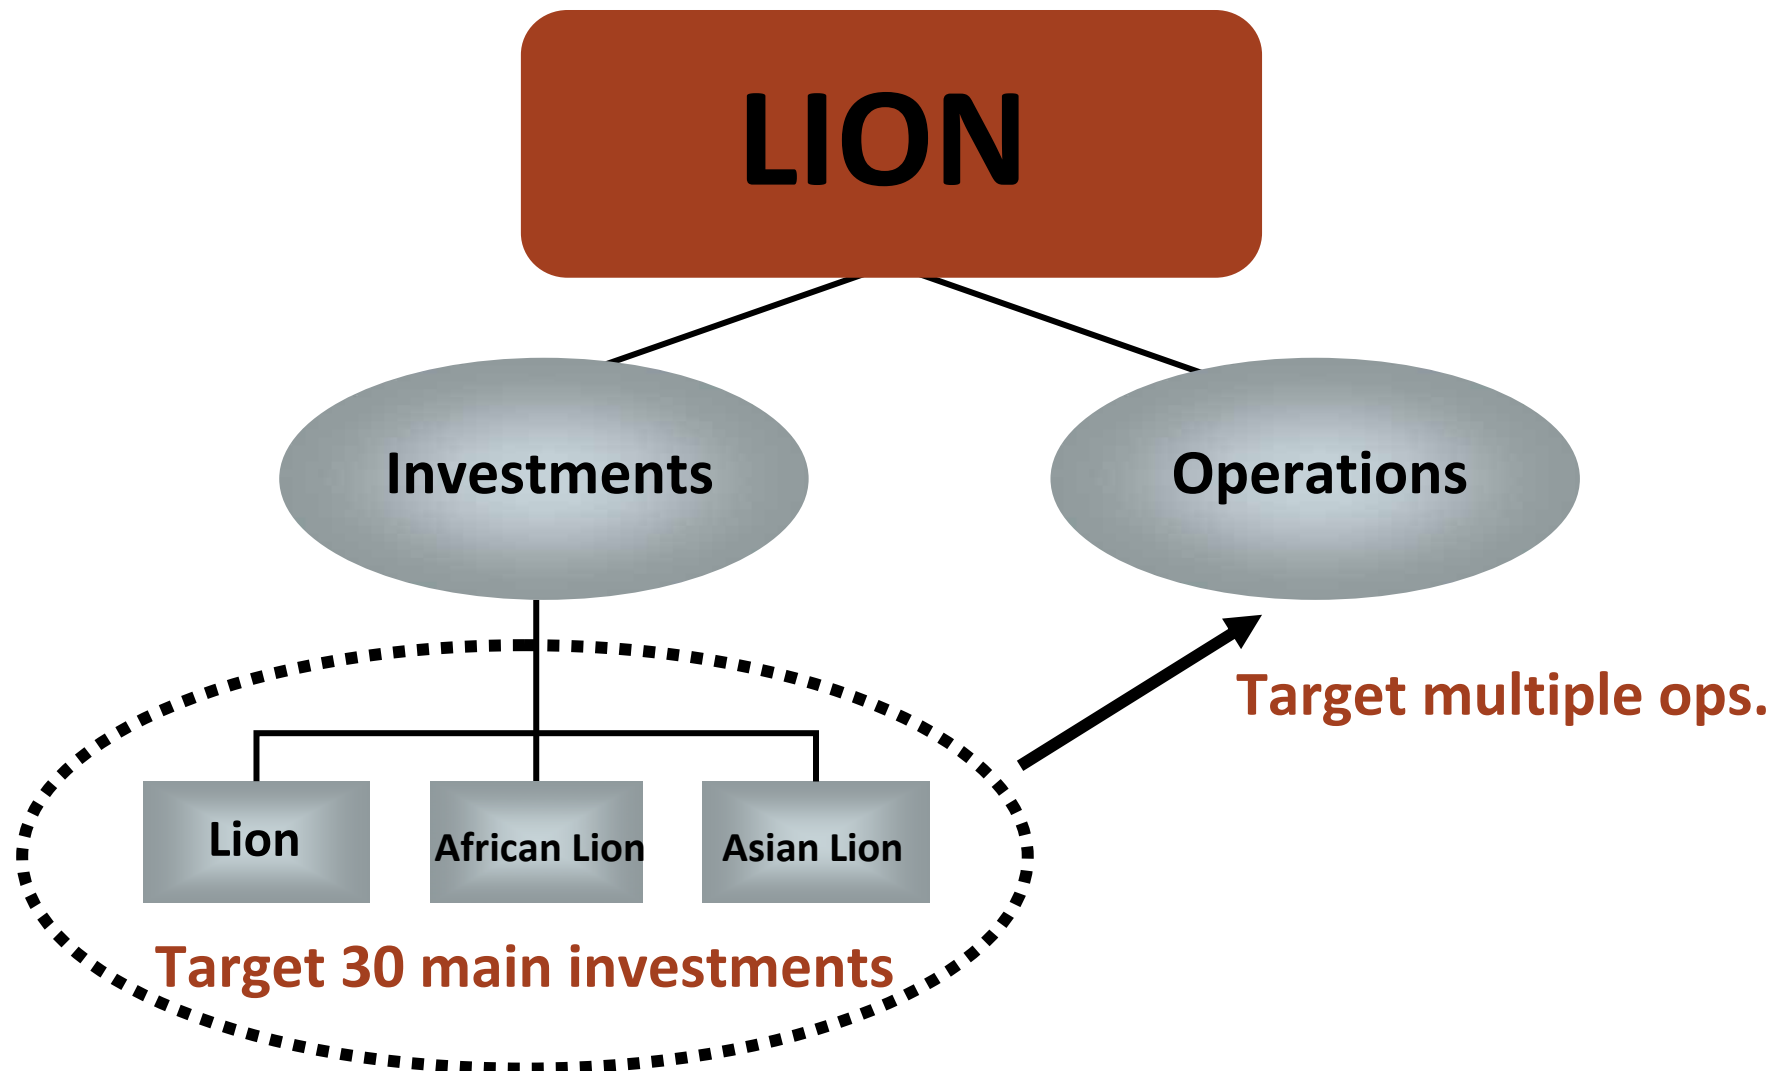 LION
Investments
Operations
Target multiple ops.
Lion
African Lion
Asian Lion
Target 30 main investments